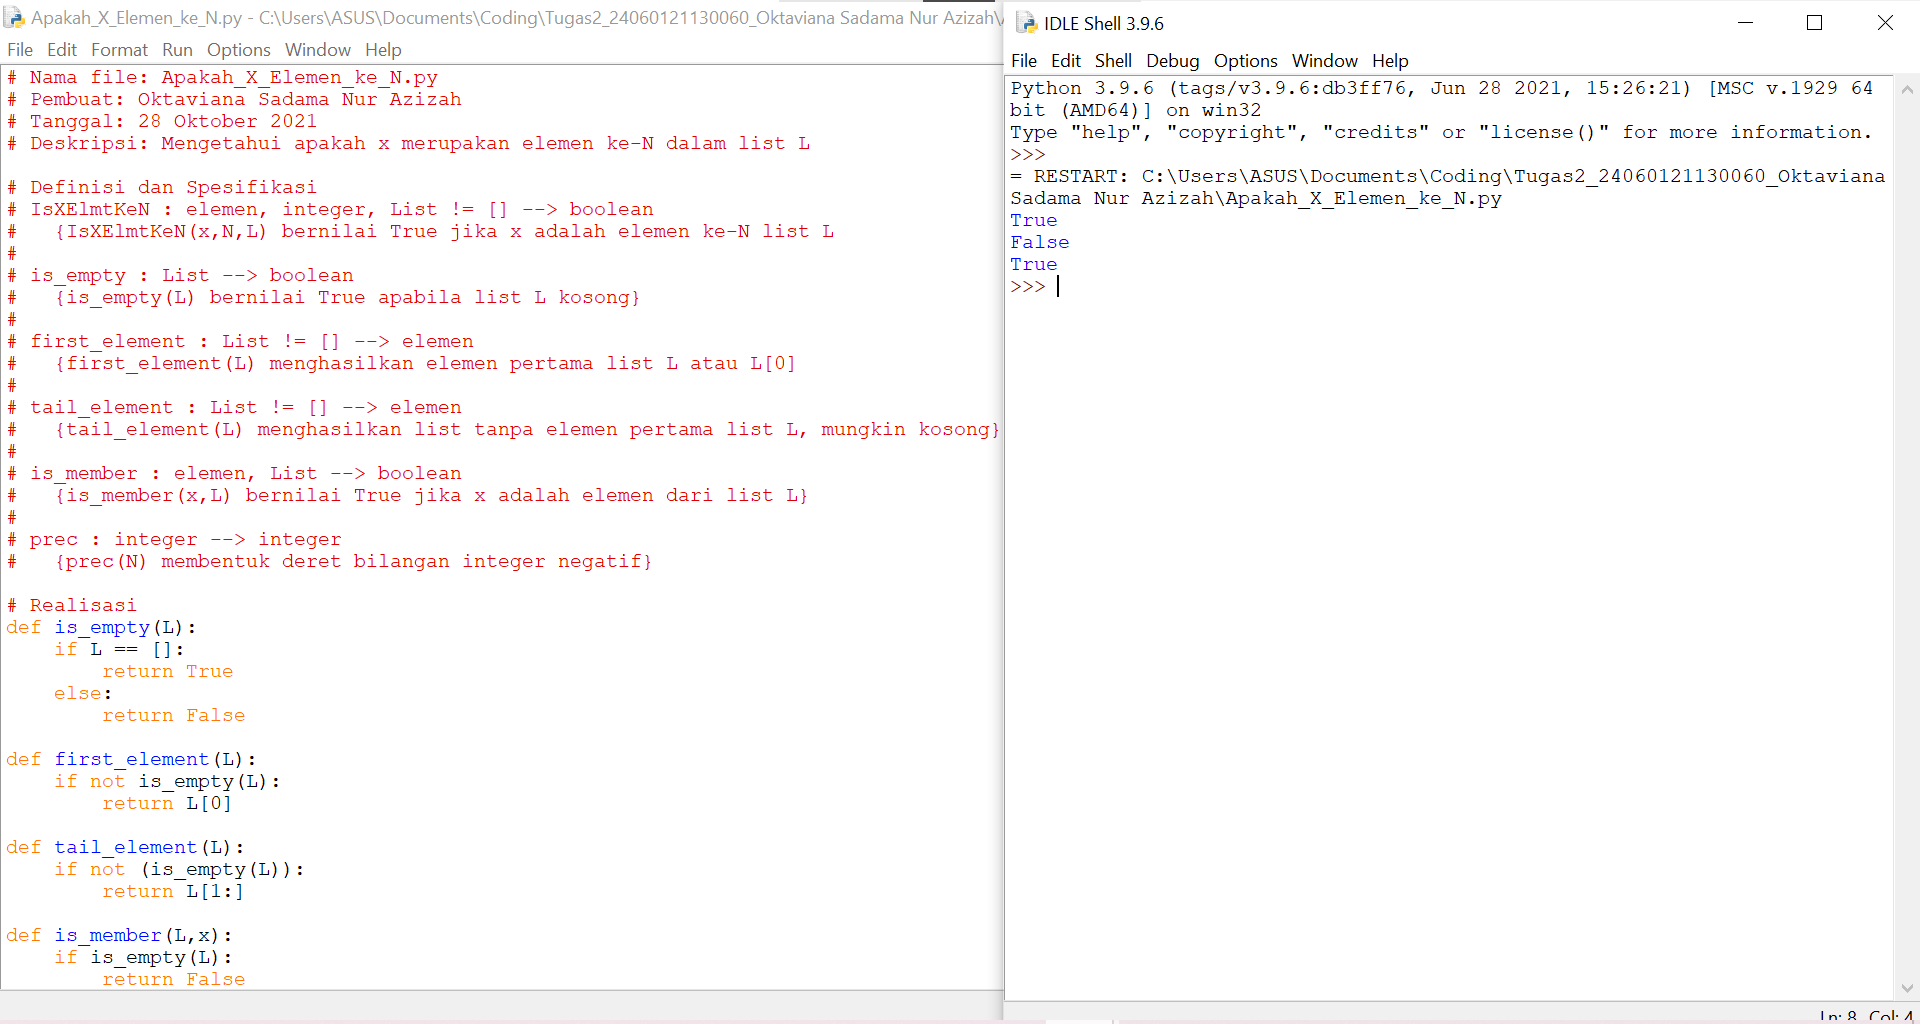 Apakah_X_Elemen_ke_N.py - C:\Users\ASUS\Documents\Coding\Tugas2_24060121130060_Oktaviana Sadama Nur Azizah\
File Edit Format Run Options Window Help
# Nama file: Apakah_X_Elemen_ke_N.py
# Pembuat: Oktaviana Sadama Nur Azizah
# Tanggal: 28 Oktober 2021
# Deskripsi: Mengetahui apakah x merupakan elemen ke-N dalam list L
# Definisi dan Spesifikasi
# IsXElmtKeN : elemen, integer, List != [] --> boolean
#   {IsXElmtKeN(x,N,L) bernilai True jika x adalah elemen ke-N list L
#
# is_empty : List --> boolean
#   {is_empty(L) bernilai True apabila list L kosong}
#
# first_element : List != [] --> elemen
#   {first_element(L) menghasilkan elemen pertama list L atau L[0]
#
# tail_element : List != [] --> elemen
#   {tail_element(L) menghasilkan list tanpa elemen pertama list L, mungkin kosong}
#
# is_member : elemen, List --> boolean
#   {is_member(x,L) bernilai True jika x adalah elemen dari list L}
#
# prec : integer --> integer
#   {prec(N) membentuk deret bilangan integer negatif}
# Realisasi
def is_empty(L):
    if L == []:
        return True
    else:
        return False
def first_element(L):
    if not is_empty(L):
        return L[0]
def tail_element(L):
    if not (is_empty(L)):
        return L[1:]
def is_member(L,x):
    if is_empty(L):
        return False
IDLE Shell 3.9.6
File Edit Shell Debug Options Window Help
Python 3.9.6 (tags/v3.9.6:db3ff76, Jun 28 2021, 15:26:21) [MSC v.1929 64
bit (AMD64)] on win32
Type "help", "copyright", "credits" or "license()" for more information.
>>>
= RESTART: C:\Users\ASUS\Documents\Coding\Tugas2_24060121130060_Oktaviana
Sadama Nur Azizah\Apakah_X_Elemen_ke_N.py
True
False
True
>>>
Ln: 8 Col: 4